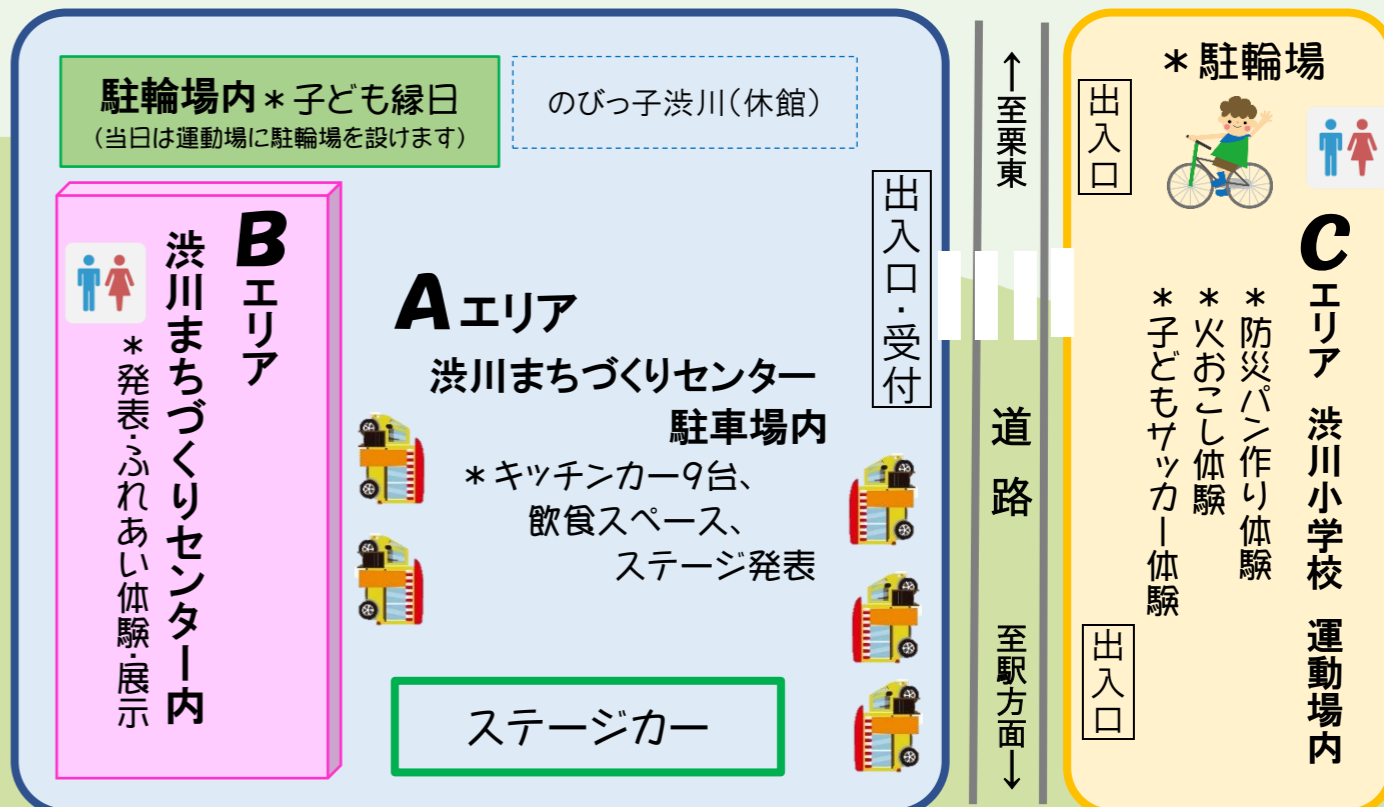 駐輪場内＊子ども縁日
(当日は運動場に駐輪場を設けます)
のびっ子渋川(休館)
Bエリア
渋川まちづくりセンター内
＊発表・ふれあい体験・展示
Aエリア
渋川まちづくりセンター
駐車場内
＊キッチンカー9台、
飲食スペース、
ステージ発表
ステージカー
出入口・受付
↑至栗東
道路
至駅方面↓
＊駐輪場
出入口
Cエリア 渋川小学校 運動場内
＊防災パン作り体験
＊火おこし体験
＊子どもサッカー体験
出入口